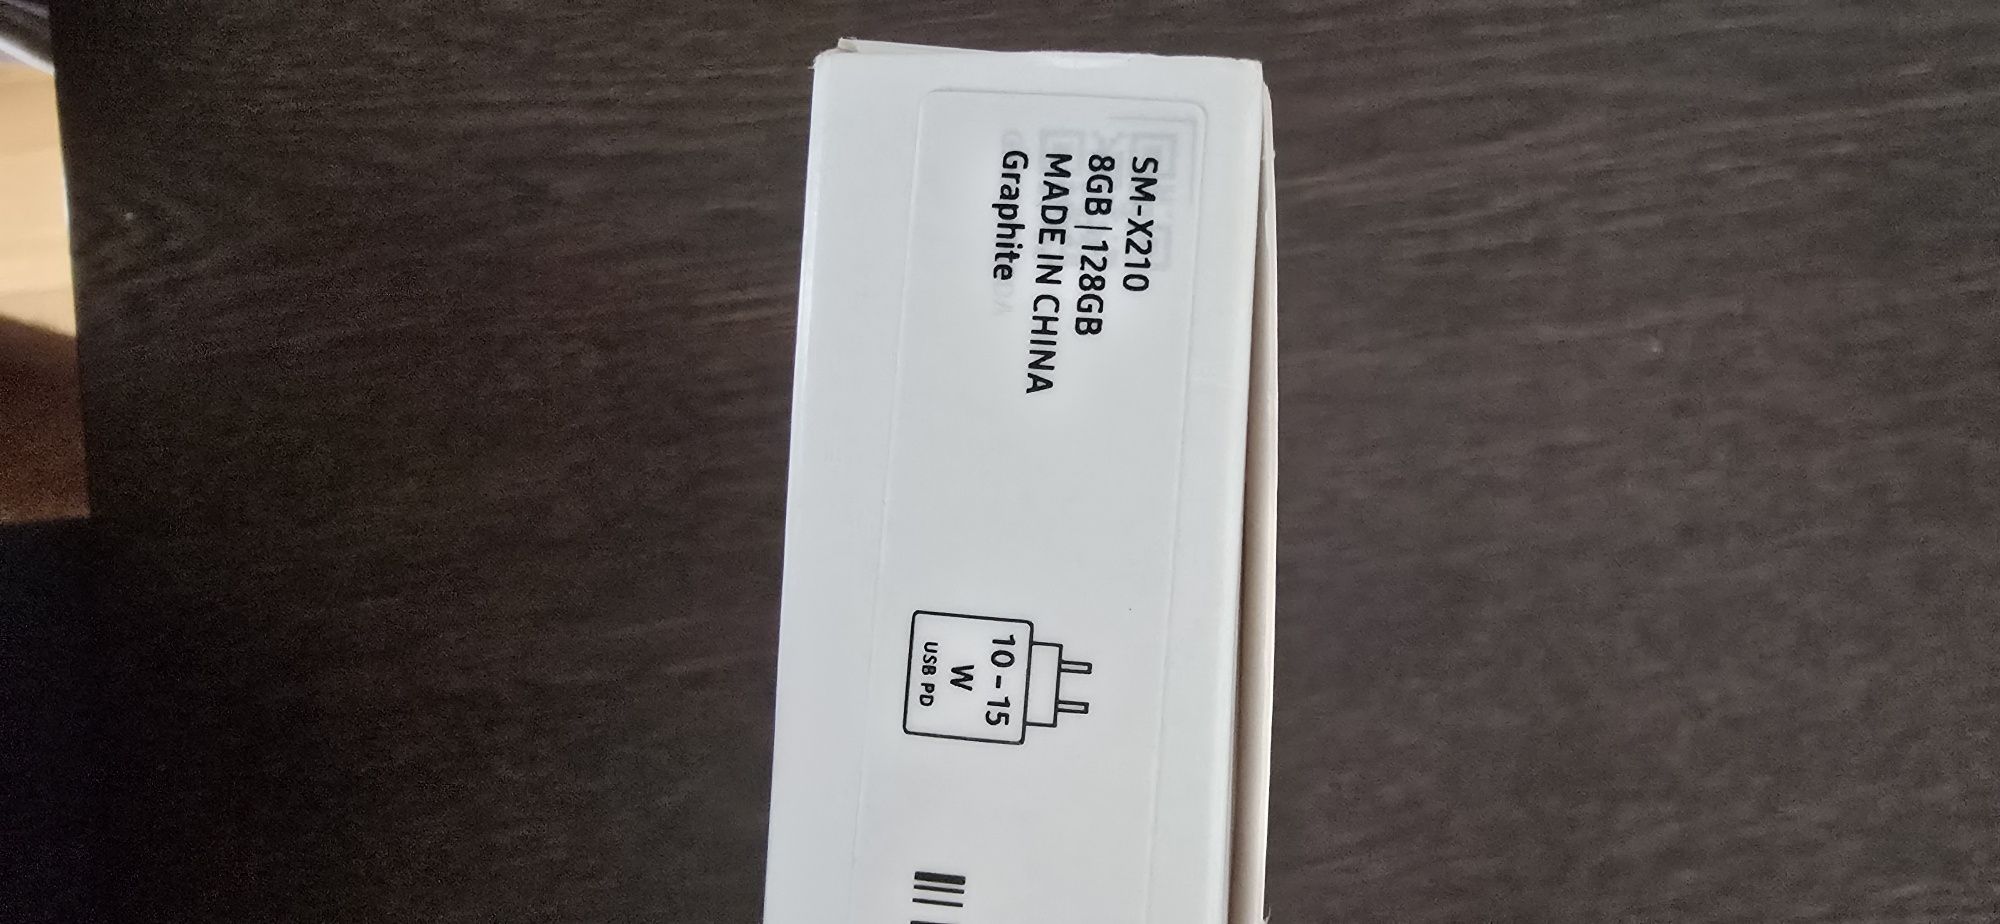 SM-X210
8GB | 128GB
MADE IN CHINA
Graphite
10-15
W
USB PD